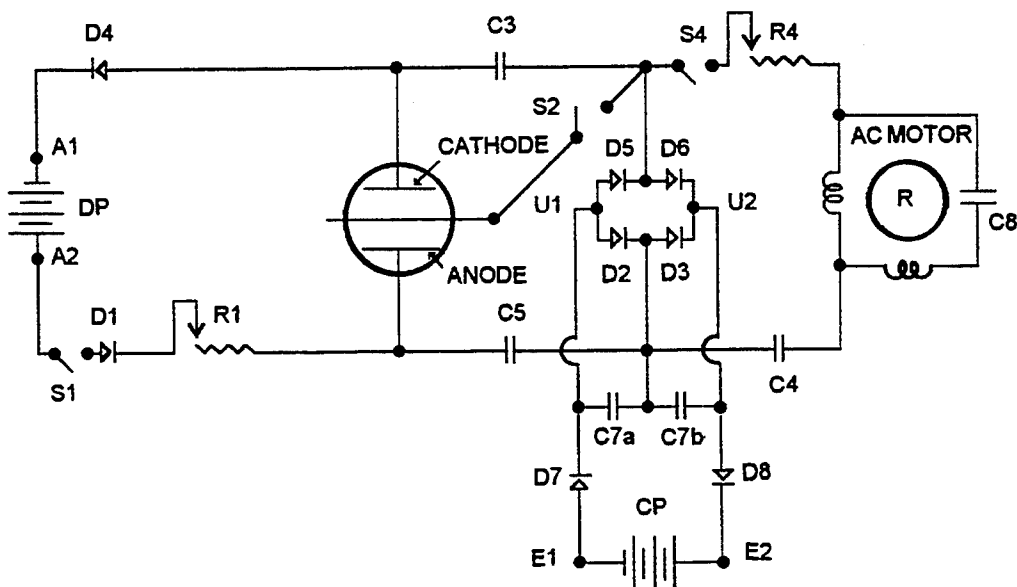 D4
C3
S4
R4
S2
A1
CATHODE
D5 D6
AC MOTOR
DP
U1
U2
R
C8
A2
ANODE
D2 D3
D1
R1
C5
S1
C4
C7a C7b
D7
D8
CP
E1
E2